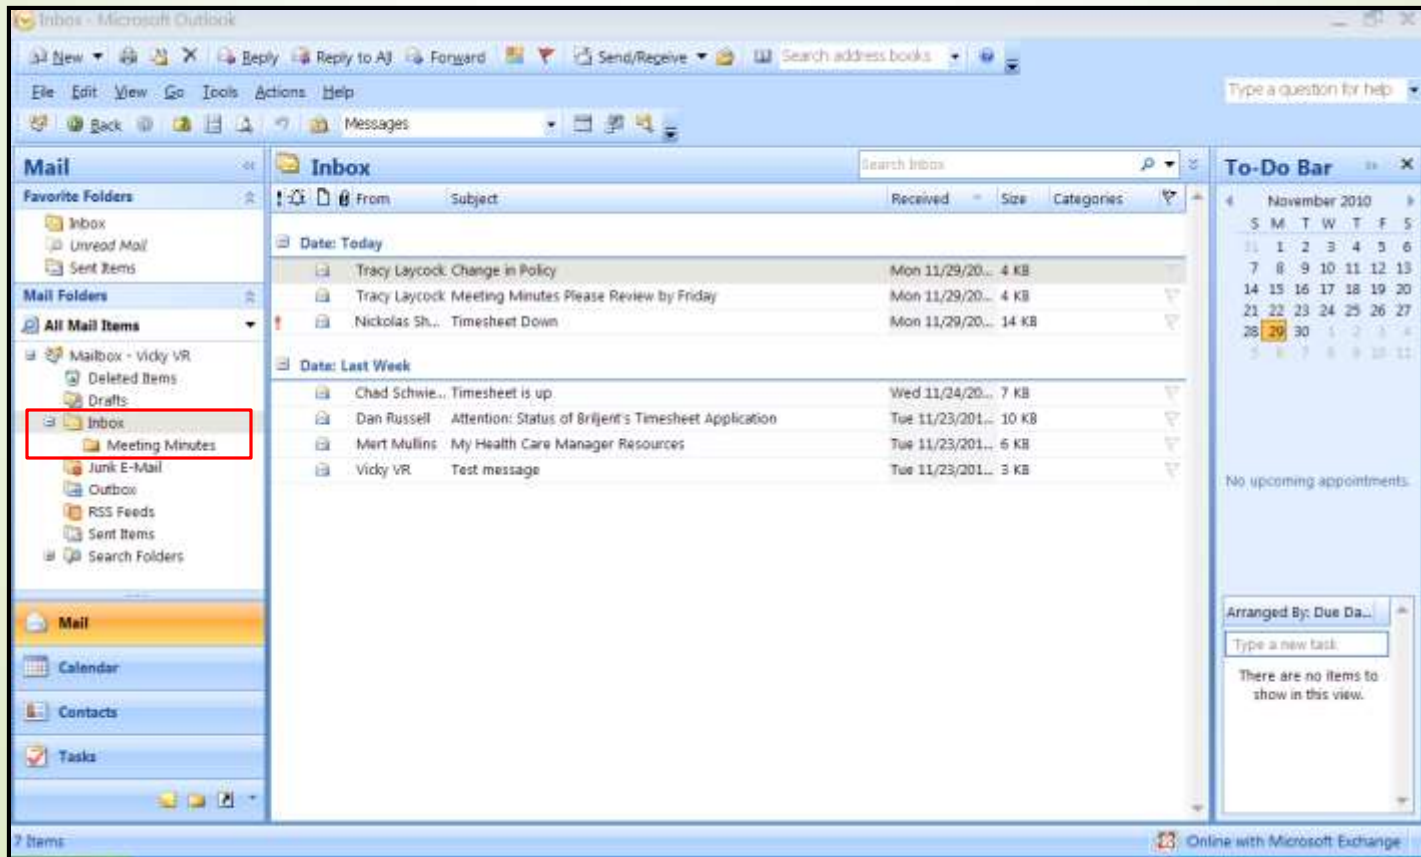 Inbox - Microsoft Outlook
New Reply Reply to All Forward Send/Receive Search address books
File Edit View Go Tools Actions Help Type a question for help
Back Messages
Mail
Favorite Folders
Inbox
Unread Mail
Sent Items
Mail Folders
All Mail Items
Mailbox - Vicky VR
Deleted Items
Drafts
Inbox
Meeting Minutes
Junk E-Mail
Outbox
RSS Feeds
Sent Items
Search Folders
Mail
Calendar
Contacts
Tasks
Inbox Search Inbox
! From Subject Received Size Categories
Date: Today
Tracy Laycock Change in Policy Mon 11/29/20... 4 KB
Tracy Laycock Meeting Minutes Please Review by Friday Mon 11/29/20... 4 KB
! Nickolas Sh... Timesheet Down Mon 11/29/20... 14 KB
Date: Last Week
Chad Schwie... Timesheet is up Wed 11/24/20... 7 KB
Dan Russell Attention: Status of Briljent's Timesheet Application Tue 11/23/201... 10 KB
Mert Mullins My Health Care Manager Resources Tue 11/23/201... 6 KB
Vicky VR Test message Tue 11/23/201... 3 KB
To-Do Bar
November 2010
S M T W T F S
31 1 2 3 4 5 6
7 8 9 10 11 12 13
14 15 16 17 18 19 20
21 22 23 24 25 26 27
28 29 30 1 2 3 4
5 6 7 8 9 10 11
No upcoming appointments.
Arranged By: Due Da...
Type a new task
There are no items to
show in this view.
7 Items Online with Microsoft Exchange